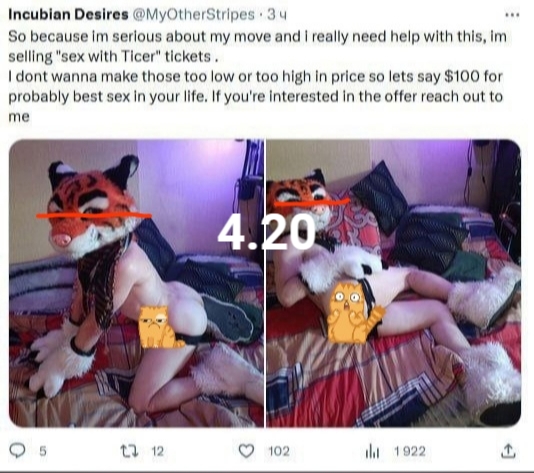 Incubian Desires @MyOtherStripes · 3 ч
So because im serious about my move and i really need help with this, im
selling "sex with Ticer" tickets .
I dont wanna make those too low or too high in price so lets say $100 for
probably best sex in your life. If you're interested in the offer reach out to
me
4.20
5 12 102 1 922